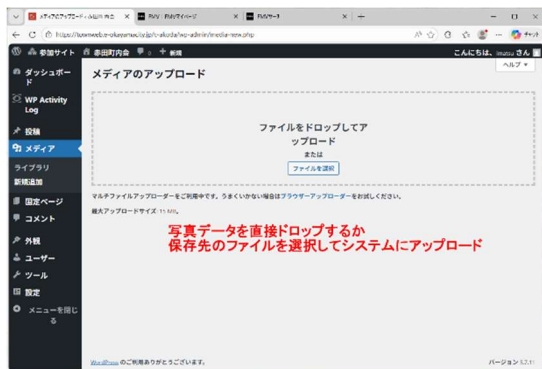 https://townweb.e-okayamacity.jp/t-akoda/wp-admin/media-new.php
参加サイト
赤田町内会
0
新規
こんにちは、
さん
ヘルプ
ダッシュボード
WP Activity Log
投稿
メディア
ライブラリ
新規追加
固定ページ
コメント
外観
ユーザー
ツール
設定
メニューを閉じる
メディアのアップロード
ファイルをドロップしてア
ップロード
または
ファイルを選択
マルチファイルアップローダーをご利用中です。うまくいかない場合はブラウザーアップローダーをお試しください。
最大アップロードサイズ:
写真データを直接ドロップするか
保存先のファイルを選択してシステムにアップロード
WordPress のご利用ありがとうございます。
バージョン